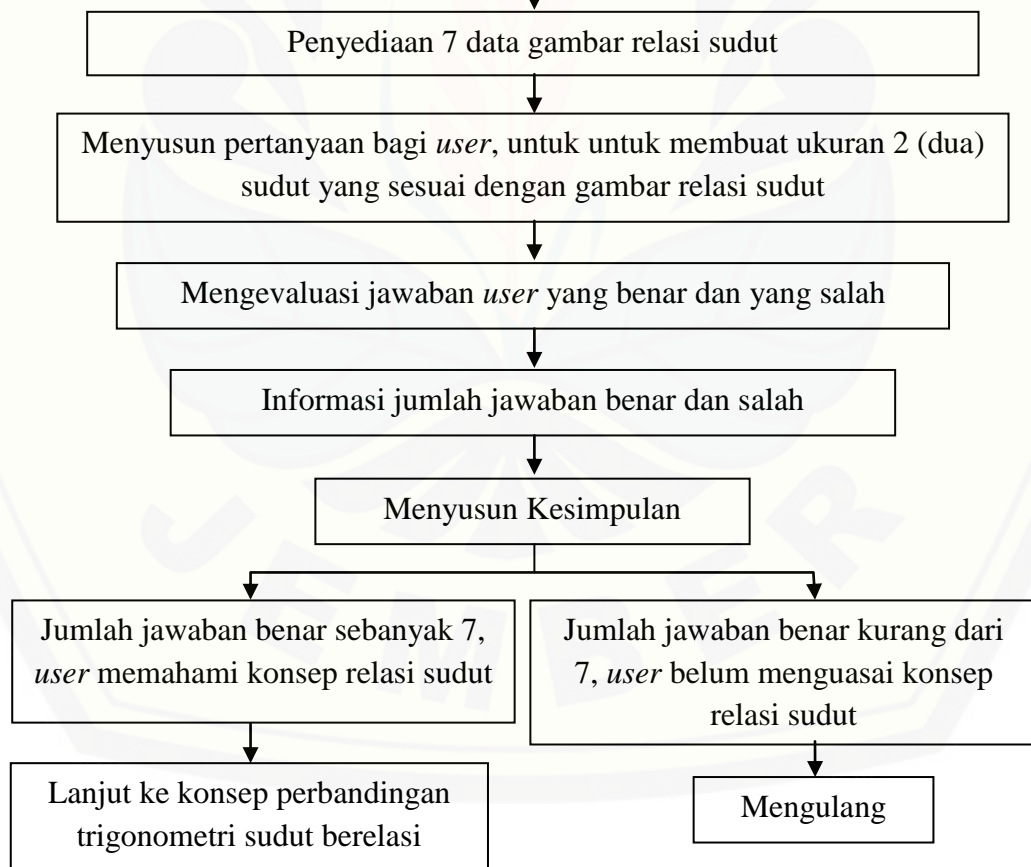 Penyediaan 7 data gambar relasi sudut
Menyusun pertanyaan bagi user, untuk untuk membuat ukuran 2 (dua)
sudut yang sesuai dengan gambar relasi sudut
Mengevaluasi jawaban user yang benar dan yang salah
Informasi jumlah jawaban benar dan salah
Menyusun Kesimpulan
Jumlah jawaban benar sebanyak 7,
user memahami konsep relasi sudut
Jumlah jawaban benar kurang dari
7, user belum menguasai konsep
relasi sudut
Lanjut ke konsep perbandingan
trigonometri sudut berelasi
Mengulang
JEMBER